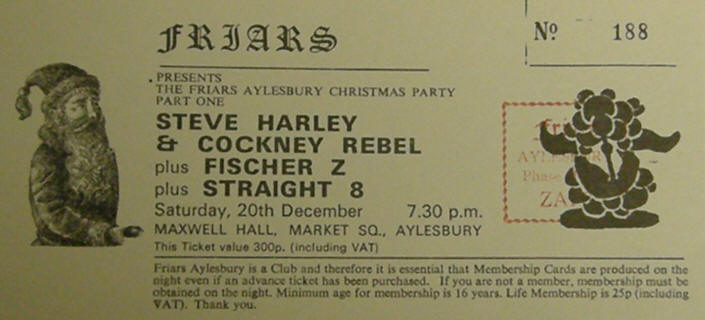 FRIARS
Nº 188
PRESENTS
THE FRIARS AYLESBURY CHRISTMAS PARTY
PART ONE
STEVE HARLEY
& COCKNEY REBEL
plus FISCHER Z
plus STRAIGHT 8
Saturday, 20th December 7.30 p.m.
MAXWELL HALL, MARKET SQ., AYLESBURY
This Ticket value 300p. (including VAT)
Phase
ZA
Friars Aylesbury is a Club and therefore it is essential that Membership Cards are produced on the
night even if an advance ticket has been purchased. If you are not a member, membership must be
obtained on the night. Minimum age for membership is 16 years. Life Membership is 25p (including
VAT). Thank you.